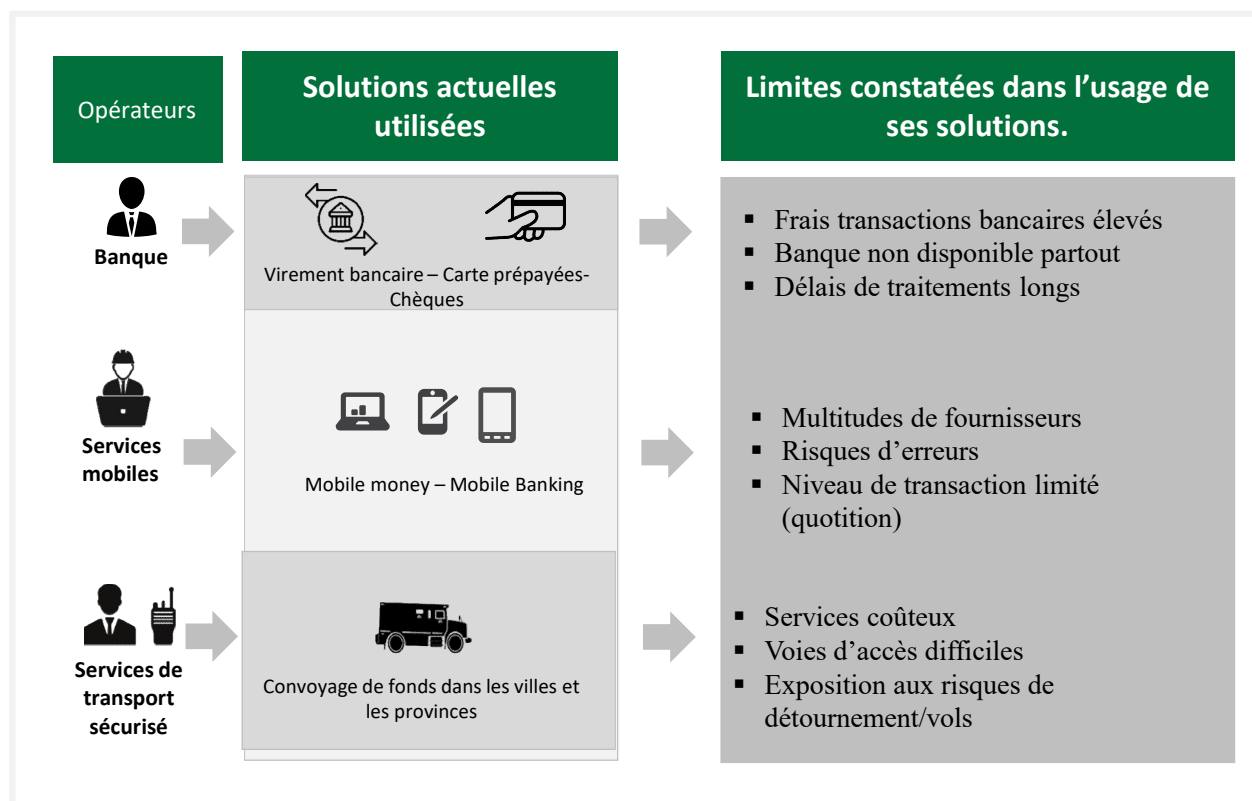 Opérateurs
Solutions actuelles
utilisées
Limites constatées dans l’usage de
ses solutions.
Banque
Virement bancaire – Carte prépayées-
Chèques
▪ Frais transactions bancaires élevés
▪ Banque non disponible partout
▪ Délais de traitements longs
Services
mobiles
Mobile money – Mobile Banking
▪ Multitudes de fournisseurs
▪ Risques d’erreurs
▪ Niveau de transaction limité
(quotition)
Services de
transport
sécurisé
Convoyage de fonds dans les villes et
les provinces
▪ Services coûteux
▪ Voies d’accès difficiles
▪ Exposition aux risques de
détournement/vols